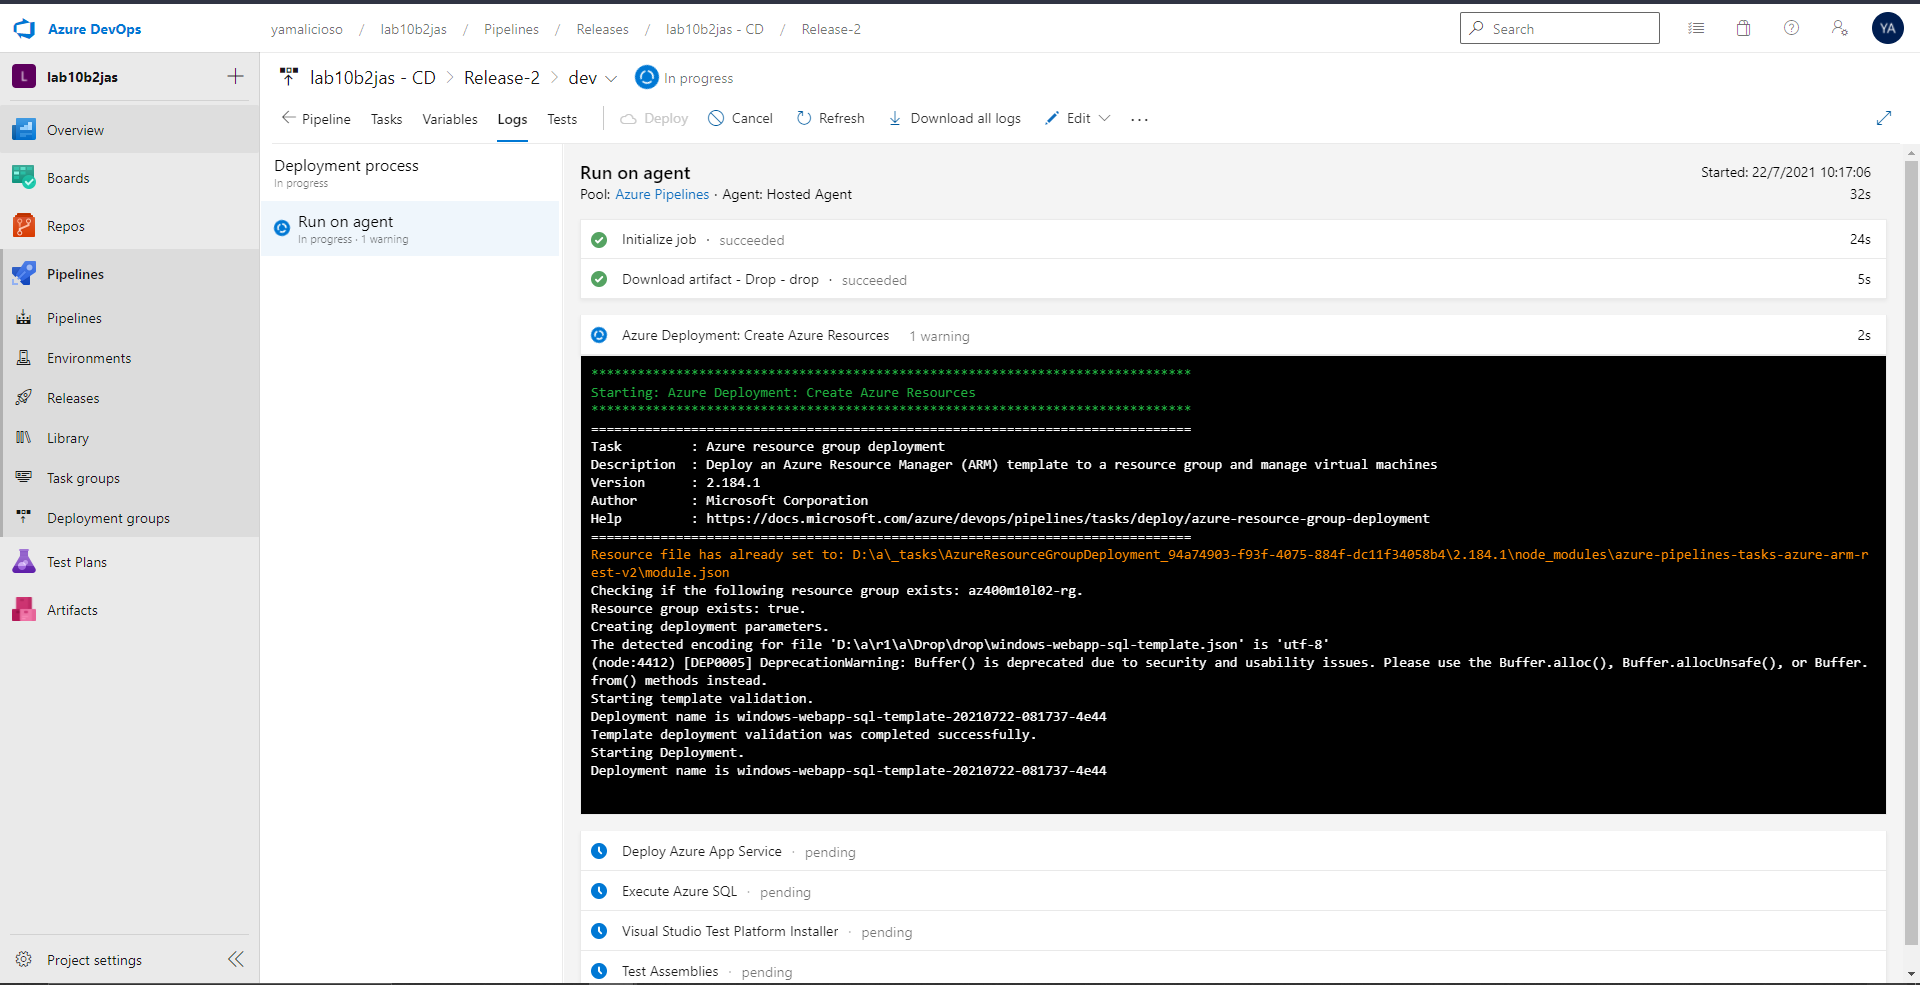 Azure DevOps
yamalicioso / lab10b2jas / Pipelines / Releases / lab10b2jas - CD / Release-2
Search
YA
L lab10b2jas
Overview
Boards
Repos
Pipelines
Pipelines
Environments
Releases
Library
Task groups
Deployment groups
Test Plans
Artifacts
Project settings
lab10b2jas - CD > Release-2 > dev In progress
Pipeline Tasks Variables Logs Tests Deploy Cancel Refresh Download all logs Edit ...
Deployment process
In progress
Run on agent
In progress · 1 warning
Run on agent
Pool: Azure Pipelines · Agent: Hosted Agent
Started: 22/7/2021 10:17:06
32s
Initialize job · succeeded 24s
Download artifact - Drop - drop · succeeded 5s
Azure Deployment: Create Azure Resources 1 warning 2s
******************************************************************************
Starting: Azure Deployment: Create Azure Resources
******************************************************************************
==============================================================================
Task : Azure resource group deployment
Description : Deploy an Azure Resource Manager (ARM) template to a resource group and manage virtual machines
Version : 2.184.1
Author : Microsoft Corporation
Help : https://docs.microsoft.com/azure/devops/pipelines/tasks/deploy/azure-resource-group-deployment
==============================================================================
Resource file has already set to: D:\a\_tasks\AzureResourceGroupDeployment_94a74903-f93f-4075-884f-dc11f34058b4\2.184.1\node_modules\azure-pipelines-tasks-azure-arm-r
est-v2\module.json
Checking if the following resource group exists: az400m10l02-rg.
Resource group exists: true.
Creating deployment parameters.
The detected encoding for file 'D:\a\r1\a\Drop\drop\windows-webapp-sql-template.json' is 'utf-8'
(node:4412) [DEP0005] DeprecationWarning: Buffer() is deprecated due to security and usability issues. Please use the Buffer.alloc(), Buffer.allocUnsafe(), or Buffer.
from() methods instead.
Starting template validation.
Deployment name is windows-webapp-sql-template-20210722-081737-4e44
Template deployment validation was completed successfully.
Starting Deployment.
Deployment name is windows-webapp-sql-template-20210722-081737-4e44
Deploy Azure App Service · pending
Execute Azure SQL · pending
Visual Studio Test Platform Installer · pending
Test Assemblies · pending